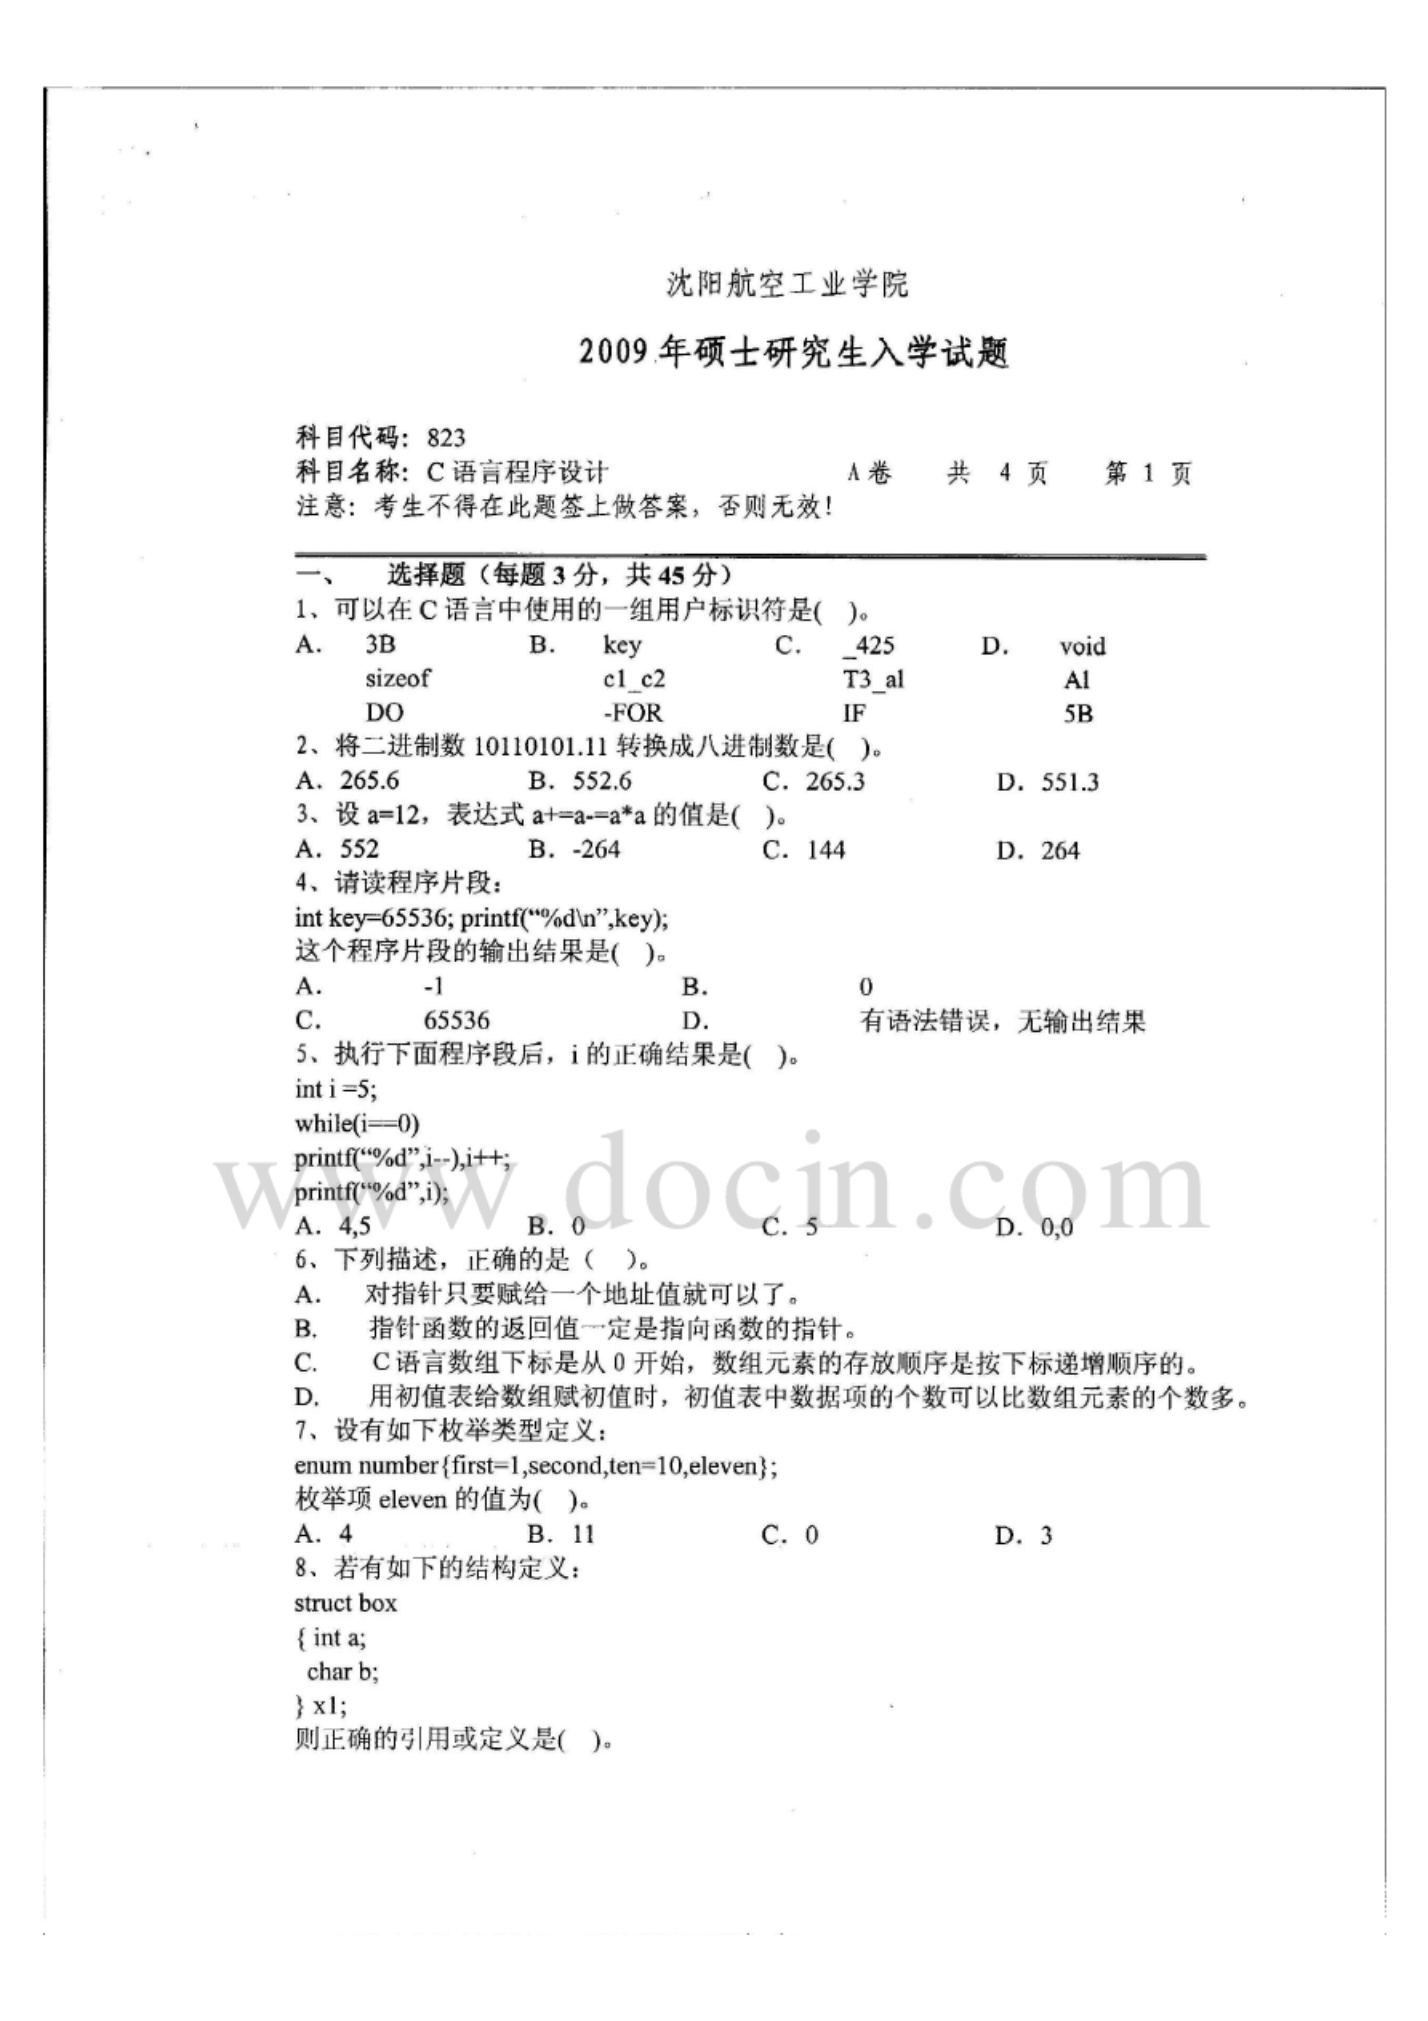 沈阳航空工业学院
2009年硕士研究生入学试题
科目代码：823
科目名称：C 语言程序设计 A卷 共 4 页 第 1 页
注意：考生不得在此题签上做答案，否则无效！
一、 选择题（每题 3 分，共 45 分）
1、可以在 C 语言中使用的一组用户标识符是( )。
A. 3B B. key C. _425 D. void
sizeof c1_c2 T3_a1 A1
DO -FOR IF 5B
2、将二进制数 10110101.11 转换成八进制数是( )。
A. 265.6 B. 552.6 C. 265.3 D. 551.3
3、设 a=12，表达式 a+=a-=a*a 的值是( )。
A. 552 B. -264 C. 144 D. 264
4、请读程序片段：
int key=65536; printf(“%d\n”,key);
这个程序片段的输出结果是( )。
A. -1 B. 0
C. 65536 D. 有语法错误，无输出结果
5、执行下面程序段后，i 的正确结果是( )。
int i =5;
while(i==0)
printf(“%d”,i--),i++;
printf(“%d”,i);
A. 4,5 B. 0 C. 5 D. 0,0
6、下列描述，正确的是（ ）。
A. 对指针只要赋给一个地址值就可以了。
B. 指针函数的返回值一定是指向函数的指针。
C. C 语言数组下标是从 0 开始，数组元素的存放顺序是按下标递增顺序的。
D. 用初值表给数组赋初值时，初值表中数据项的个数可以比数组元素的个数多。
7、设有如下枚举类型定义：
enum number{first=1,second,ten=10,eleven};
枚举项 eleven 的值为( )。
A. 4 B. 11 C. 0 D. 3
8、若有如下的结构定义：
struct box
{ int a;
char b;
} x1;
则正确的引用或定义是( )。
www.docin.com